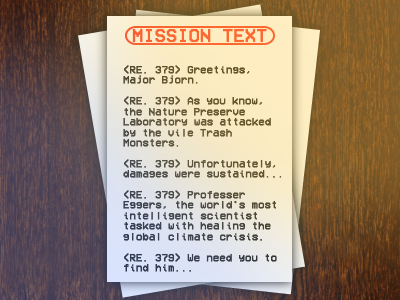 MISSION TEXT
<RE. 379> Greetings,
Major Bjorn.
<RE. 379> As you know,
the Nature Preserve
Laboratory was attacked
by the vile Trash
Monsters.
<RE. 379> Unfortunately,
damages were sustained...
<RE. 379> Professer
Eggers, the world's most
intelligent scientist
tasked with healing the
global climate crisis.
<RE. 379> We need you to
find him...